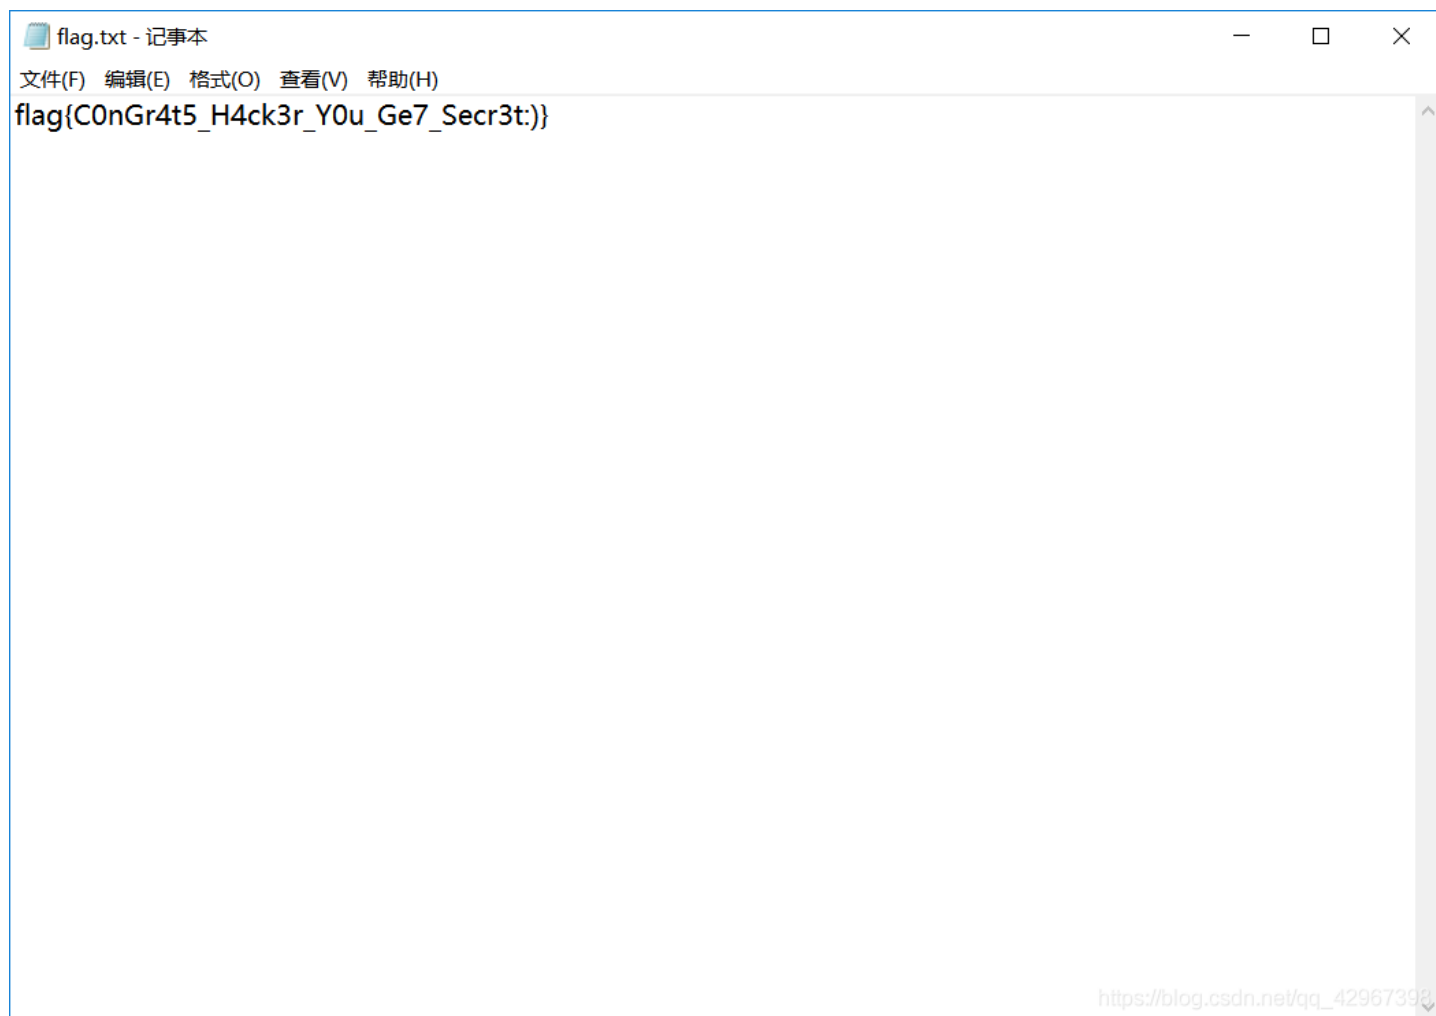 flag.txt - 记事本
文件(F) 编辑(E) 格式(O) 查看(V) 帮助(H)
flag{C0nGr4t5_H4ck3r_Y0u_Ge7_Secr3t:)}
https://blog.csdn.net/qq_42967398